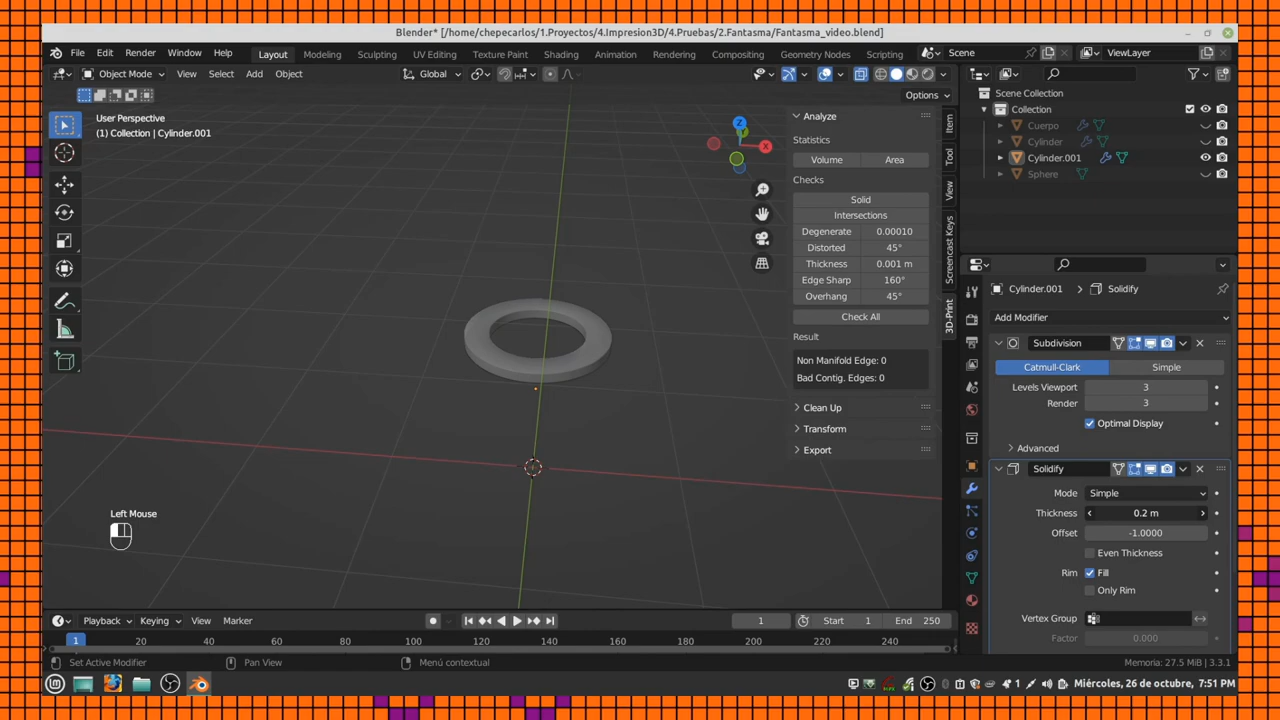 Blender* [/home/chepecarlos/1.Proyectos/4.Impresion3D/4.Pruebas/2.Fantasma/Fantasma_video.blend]
File Edit Render Window Help Layout Modeling Sculpting UV Editing Texture Paint Shading Animation Rendering Compositing Geometry Nodes Scripting Scene ViewLayer
Object Mode View Select Add Object Global
Options
User Perspective
(1) Collection | Cylinder.001
Z
X
Analyze
Statistics
Volume Area
Checks
Solid
Intersections
Degenerate 0.00010
Distorted 45°
Thickness 0.001 m
Edge Sharp 160°
Overhang 45°
Check All
Result
Non Manifold Edge: 0
Bad Contig. Edges: 0
Clean Up
Transform
Export
Item
Tool
View
Screencast Keys
3D-Print
Scene Collection
Collection
Cuerpo
Cylinder
Cylinder.001
Sphere
Cylinder.001 Solidify
Add Modifier
Subdivision
Catmull-Clark Simple
Levels Viewport 3
Render 3
Optimal Display
Advanced
Solidify
Mode Simple
Thickness 0.2 m
Offset -1.0000
Even Thickness
Rim Fill
Only Rim
Vertex Group
Factor 0.000
Left Mouse
Playback Keying View Marker 1 Start 1 End 250
1 20 40 60 80 100 120 140 160 180 200 220 240
Set Active Modifier Pan View Menú contextual Memoria: 27.5 MiB | 3.3.1
1 Miércoles, 26 de octubre, 7:51 PM